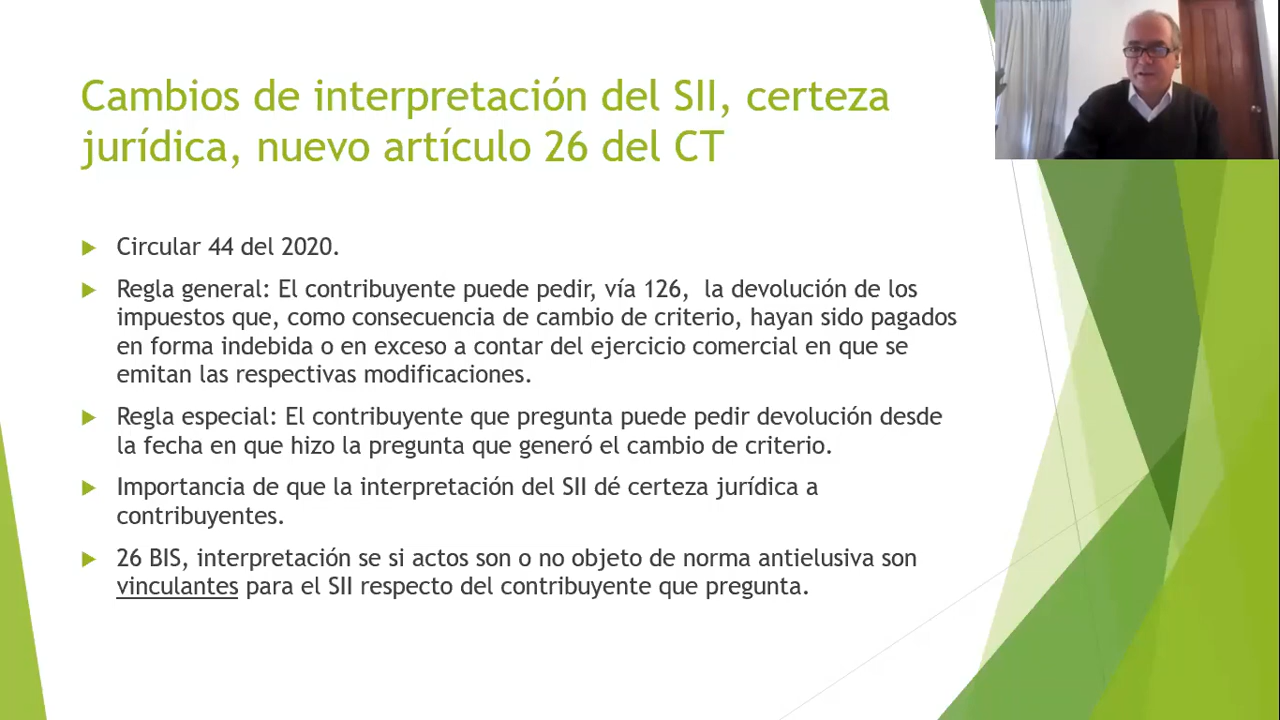 Cambios de interpretación del SII, certeza
jurídica, nuevo artículo 26 del CT
Circular 44 del 2020.
Regla general: El contribuyente puede pedir, vía 126, la devolución de los
impuestos que, como consecuencia de cambio de criterio, hayan sido pagados
en forma indebida o en exceso a contar del ejercicio comercial en que se
emitan las respectivas modificaciones.
Regla especial: El contribuyente que pregunta puede pedir devolución desde
la fecha en que hizo la pregunta que generó el cambio de criterio.
Importancia de que la interpretación del SII dé certeza jurídica a
contribuyentes.
26 BIS, interpretación se si actos son o no objeto de norma antielusiva son
vinculantes para el SII respecto del contribuyente que pregunta.